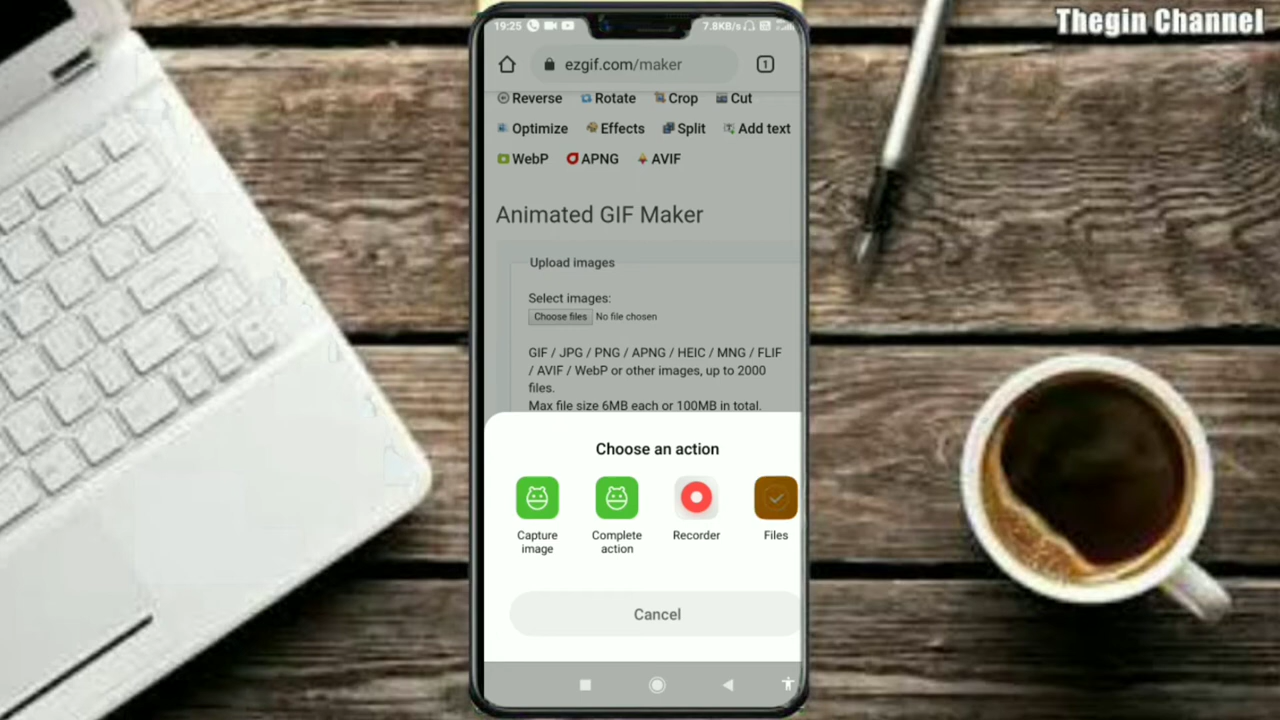 Thegin Channel
19:25
7.8KB/s
ezgif.com/maker
1
Reverse Rotate Crop Cut
Optimize Effects Split Add text
WebP APNG AVIF
Animated GIF Maker
Upload images
Select images:
Choose files No file chosen
GIF / JPG / PNG / APNG / HEIC / MNG / FLIF
/ AVIF / WebP or other images, up to 2000
files.
Max file size 6MB each or 100MB in total.
Choose an action
Capture image
Complete action
Recorder
Files
Cancel